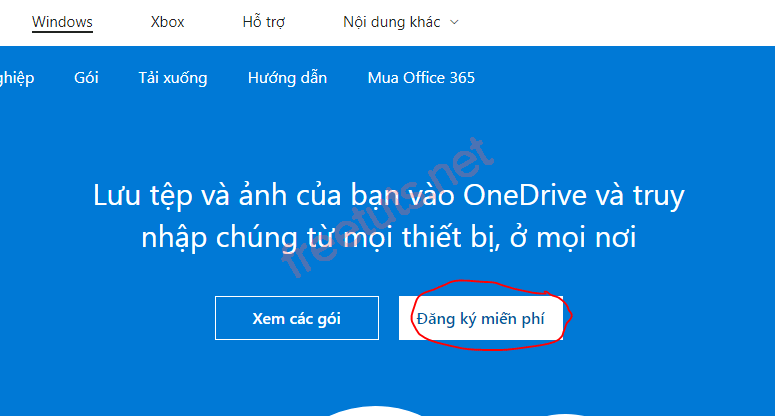 Windows Xbox Hỗ trợ Nội dung khác
ghiệp Gói Tải xuống Hướng dẫn Mua Office 365
Lưu tệp và ảnh của bạn vào OneDrive và truy
nhập chúng từ mọi thiết bị, ở mọi nơi
freetuts.net
Xem các gói Đăng ký miễn phí